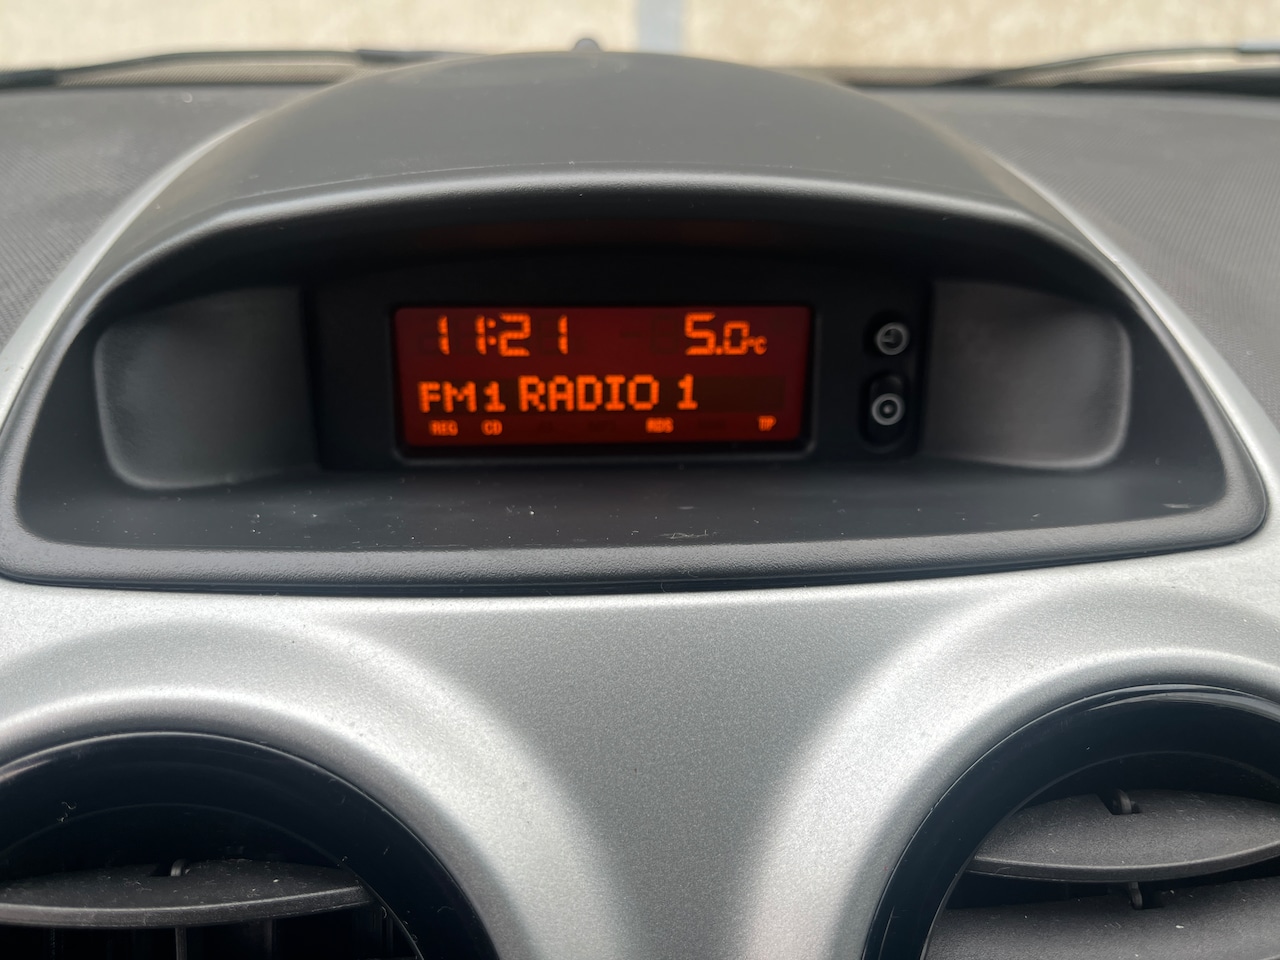 11:21 5.0°C
FM1 RADIO 1
REG CD RDS TP